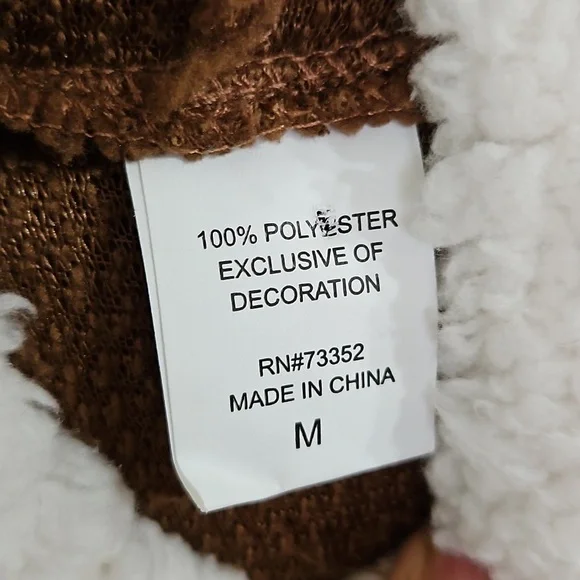 100% POLYESTER
EXCLUSIVE OF
DECORATION
RN#73352
MADE IN CHINA
M